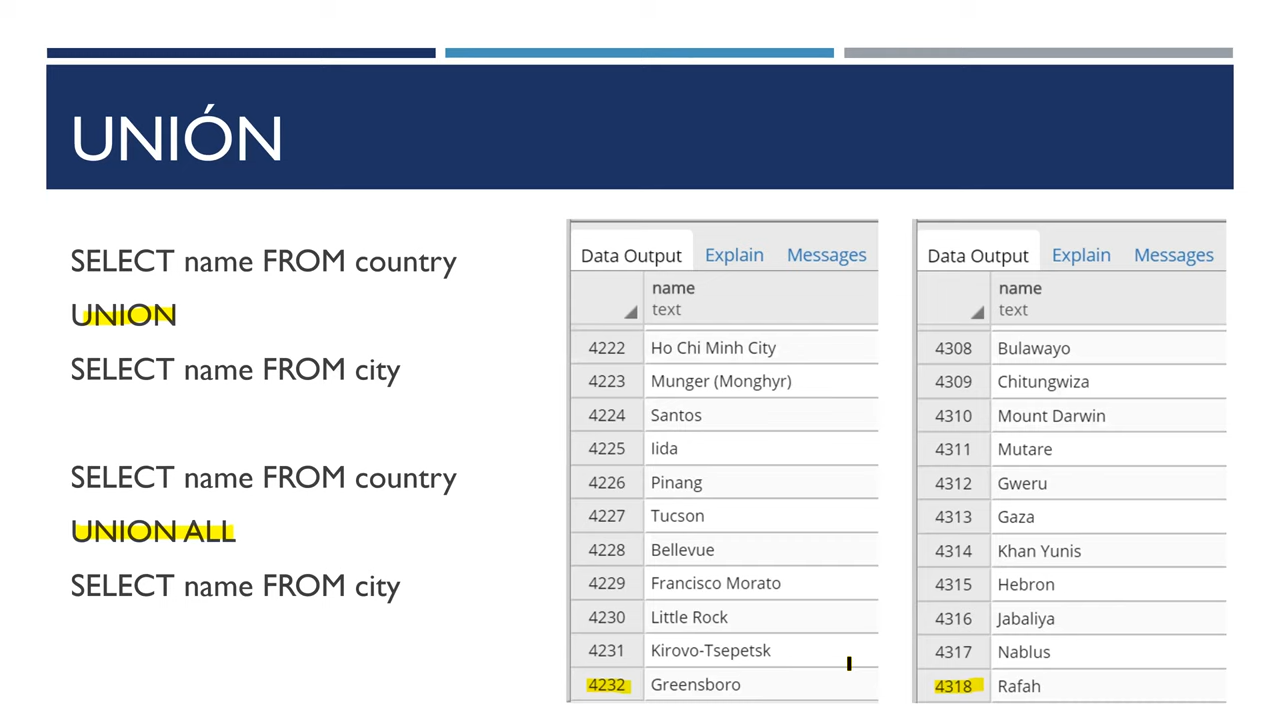 UNIÓN
SELECT name FROM country
UNION
SELECT name FROM city
SELECT name FROM country
UNION ALL
SELECT name FROM city
Data Output Explain Messages
name
text
4222 Ho Chi Minh City
4223 Munger (Monghyr)
4224 Santos
4225 Iida
4226 Pinang
4227 Tucson
4228 Bellevue
4229 Francisco Morato
4230 Little Rock
4231 Kirovo-Tsepetsk
4232 Greensboro
Data Output Explain Messages
name
text
4308 Bulawayo
4309 Chitungwiza
4310 Mount Darwin
4311 Mutare
4312 Gweru
4313 Gaza
4314 Khan Yunis
4315 Hebron
4316 Jabaliya
4317 Nablus
4318 Rafah